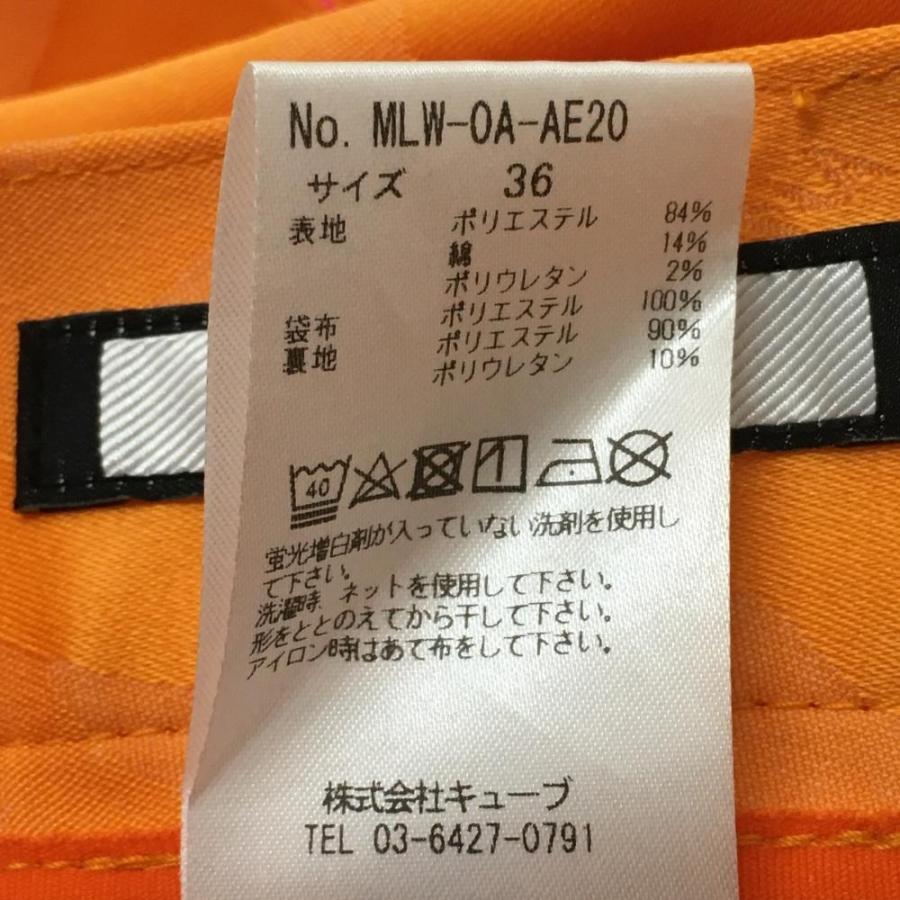 No. MLW-0A-AE20
サイズ 36
表地 ポリエステル 84%
綿 14%
ポリウレタン 2%
袋布 ポリエステル 100%
裏地 ポリエステル 90%
ポリウレタン 10%
40 1
蛍光増白剤が入っていない洗剤を使用し
て下さい。
洗濯時、ネットを使用して下さい。
形をととのえてから干して下さい。
アイロン時はあて布をして下さい。
株式会社キューブ
TEL 03-6427-0791